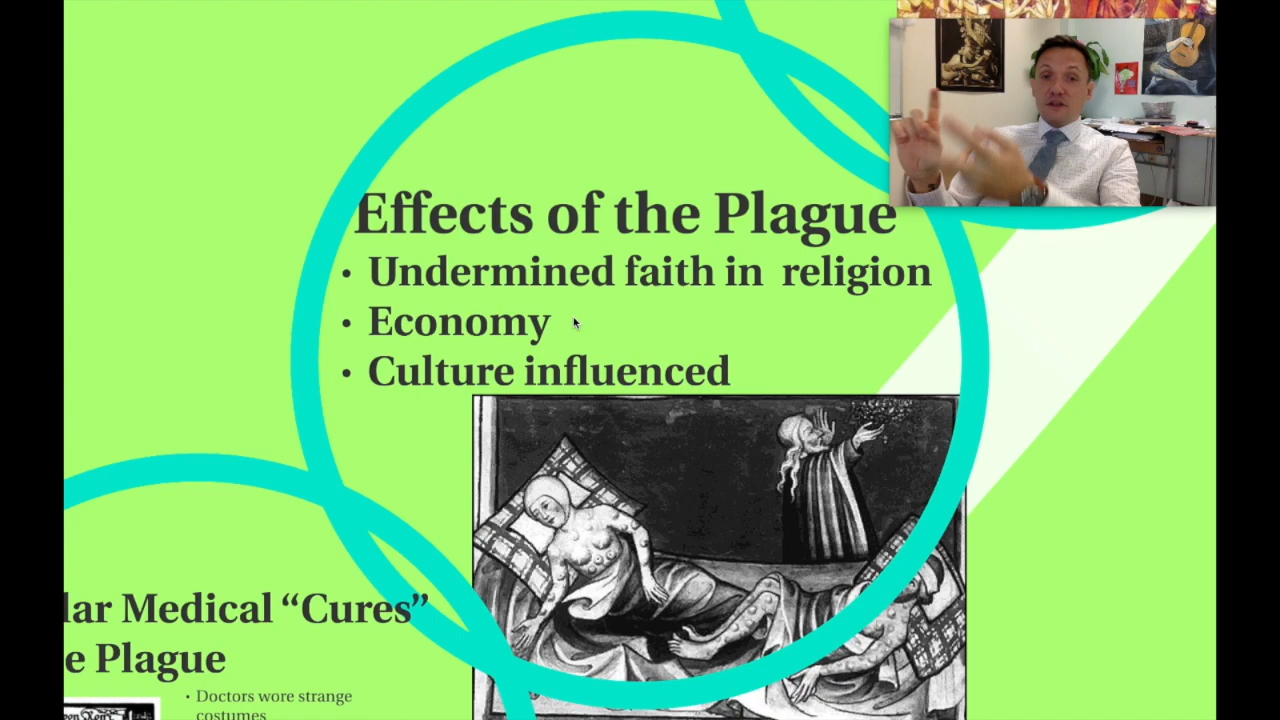 Effects of the Plague
• Undermined faith in religion
• Economy
• Culture influenced
lar Medical “Cures”
e Plague
• Doctors wore strange
costumes